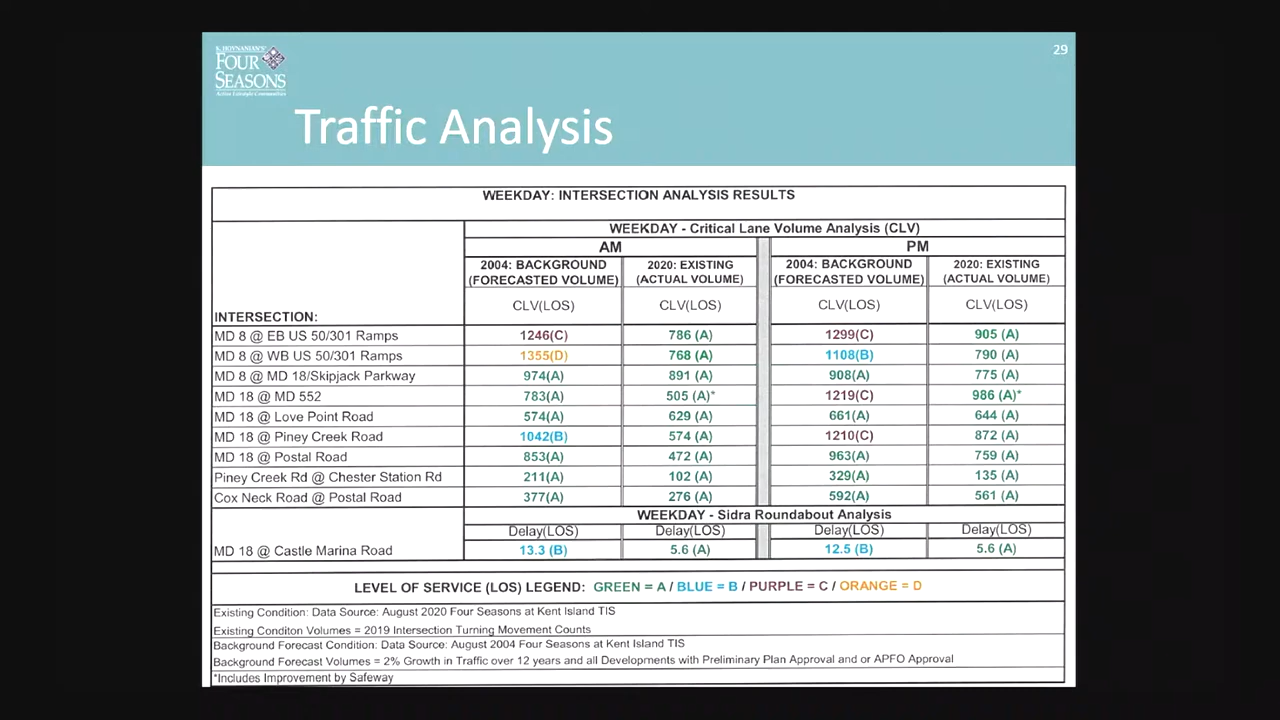 K. HOVNANIAN'S
FOUR
SEASONS
29
Traffic Analysis
WEEKDAY: INTERSECTION ANALYSIS RESULTS
WEEKDAY - Critical Lane Volume Analysis (CLV)
AM PM
2004: BACKGROUND 2020: EXISTING 2004: BACKGROUND 2020: EXISTING
(FORECASTED VOLUME) (ACTUAL VOLUME) (FORECASTED VOLUME) (ACTUAL VOLUME)
CLV(LOS) CLV(LOS) CLV(LOS) CLV(LOS)
INTERSECTION:
MD 8 @ EB US 50/301 Ramps 1246(C) 786 (A) 1299(C) 905 (A)
MD 8 @ WB US 50/301 Ramps 1355(D) 768 (A) 1108(B) 790 (A)
MD 8 @ MD 18/Skipjack Parkway 974(A) 891 (A) 908(A) 775 (A)
MD 18 @ MD 552 783(A) 505 (A)* 1219(C) 986 (A)*
MD 18 @ Love Point Road 574(A) 629 (A) 661(A) 644 (A)
MD 18 @ Piney Creek Road 1042(B) 574 (A) 1210(C) 872 (A)
MD 18 @ Postal Road 853(A) 472 (A) 963(A) 759 (A)
Piney Creek Rd @ Chester Station Rd 211(A) 102 (A) 329(A) 135 (A)
Cox Neck Road @ Postal Road 377(A) 276 (A) 592(A) 561 (A)
WEEKDAY - Sidra Roundabout Analysis
Delay(LOS) Delay(LOS) Delay(LOS) Delay(LOS)
MD 18 @ Castle Marina Road 13.3 (B) 5.6 (A) 12.5 (B) 5.6 (A)
LEVEL OF SERVICE (LOS) LEGEND: GREEN = A / BLUE = B / PURPLE = C / ORANGE = D
Existing Condition: Data Source: August 2020 Four Seasons at Kent Island TIS
Existing Conditon Volumes = 2019 Intersection Turning Movement Counts
Background Forecast Condition: Data Source: August 2004 Four Seasons at Kent Island TIS
Background Forecast Volumes = 2% Growth in Traffic over 12 years and all Developments with Preliminary Plan Approval and or APFO Approval
*Includes Improvement by Safeway